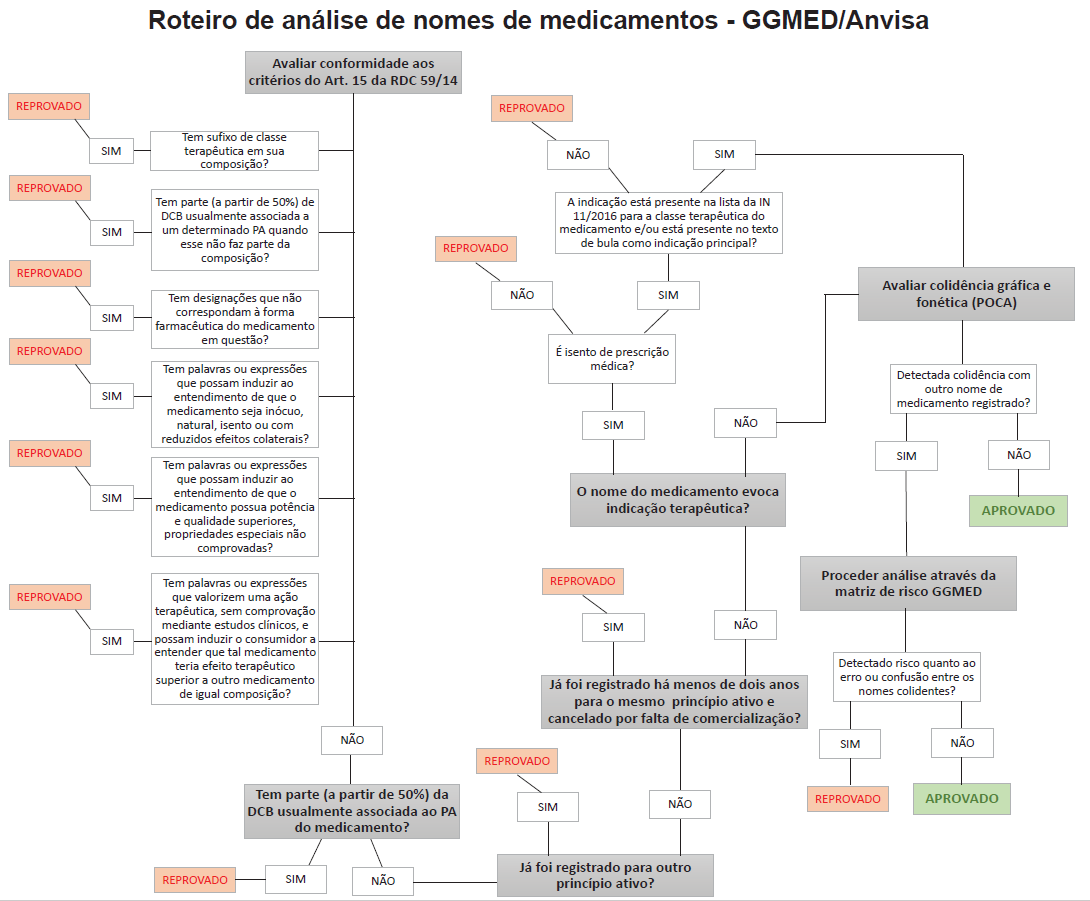 Roteiro de análise de nomes de medicamentos - GGMED/Anvisa
Avaliar conformidade aos
critérios do Art. 15 da RDC 59/14
REPROVADO
SIM
Tem sufixo de classe
terapêutica em sua
composição?
REPROVADO
SIM
Tem parte (a partir de 50%) de
DCB usualmente associada a
um determinado PA quando
esse não faz parte da
composição?
REPROVADO
SIM
Tem designações que não
correspondam à forma
farmacêutica do medicamento
em questão?
REPROVADO
SIM
Tem palavras ou expressões
que possam induzir ao
entendimento de que o
medicamento seja inócuo,
natural, isento ou com
reduzidos efeitos colaterais?
REPROVADO
SIM
Tem palavras ou expressões
que possam induzir ao
entendimento de que o
medicamento possua potência
e qualidade superiores,
propriedades especiais não
comprovadas?
REPROVADO
SIM
Tem palavras ou expressões
que valorizem uma ação
terapêutica, sem comprovação
mediante estudos clínicos, e
possam induzir o consumidor a
entender que tal medicamento
teria efeito terapêutico
superior a outro medicamento
de igual composição?
NÃO
Tem parte (a partir de 50%) da
DCB usualmente associada ao PA
do medicamento?
REPROVADO
SIM
NÃO
REPROVADO
NÃO
SIM
A indicação está presente na lista da IN
11/2016 para a classe terapêutica do
medicamento e/ou está presente no texto
de bula como indicação principal?
REPROVADO
NÃO
SIM
É isento de prescrição
médica?
SIM
NÃO
O nome do medicamento evoca
indicação terapêutica?
REPROVADO
SIM
NÃO
Já foi registrado há menos de dois anos
para o mesmo princípio ativo e
cancelado por falta de comercialização?
REPROVADO
SIM
NÃO
Já foi registrado para outro
princípio ativo?
Avaliar colidência gráfica e
fonética (POCA)
Detectada colidência com
outro nome de
medicamento registrado?
SIM
NÃO
APROVADO
Proceder análise através da
matriz de risco GGMED
Detectado risco quanto ao
erro ou confusão entre os
nomes colidentes?
SIM
NÃO
REPROVADO
APROVADO